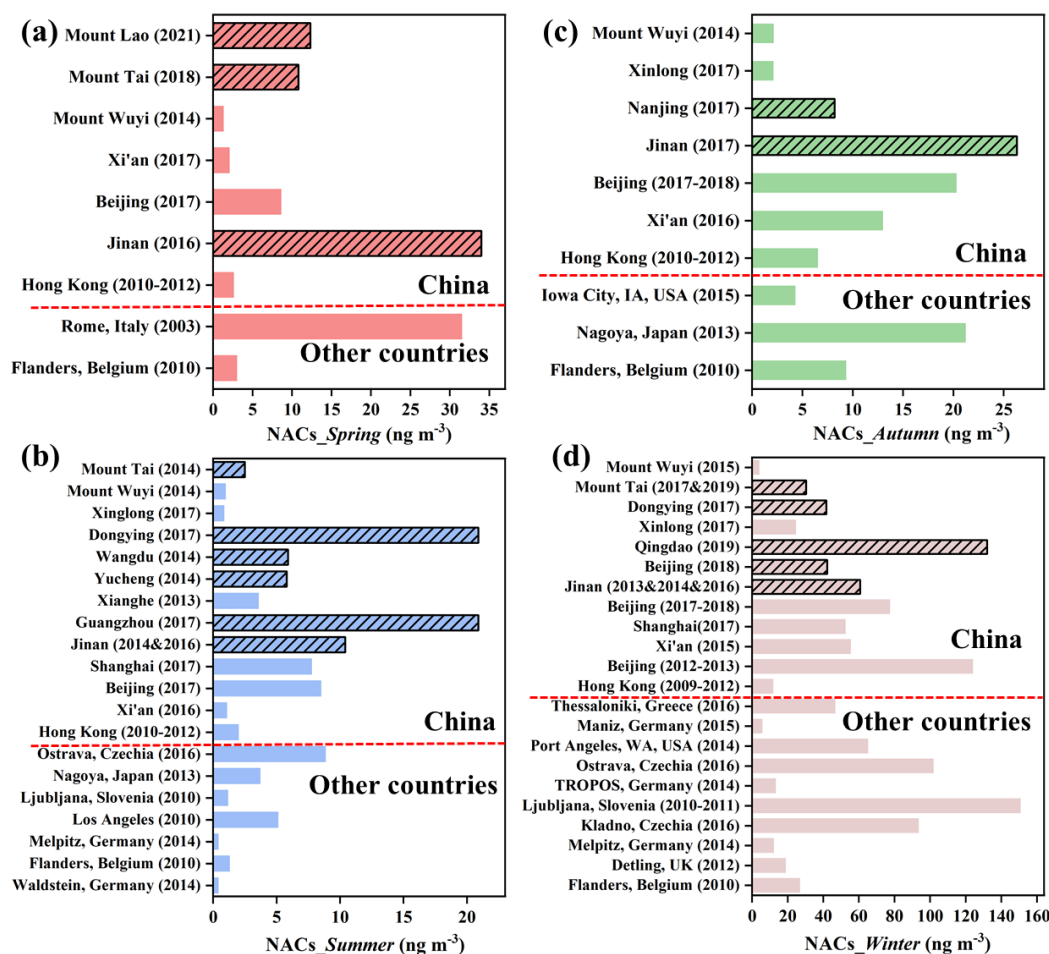 (a)
Mount Lao (2021)
Mount Tai (2018)
Mount Wuyi (2014)
Xi'an (2017)
Beijing (2017)
Jinan (2016)
Hong Kong (2010-2012)
Rome, Italy (2003)
Flanders, Belgium (2010)
China
Other countries
0 5 10 15 20 25 30 35
NACs_Spring (ng m-3)
(c)
Mount Wuyi (2014)
Xinlong (2017)
Nanjing (2017)
Jinan (2017)
Beijing (2017-2018)
Xi'an (2016)
Hong Kong (2010-2012)
Iowa City, IA, USA (2015)
Nagoya, Japan (2013)
Flanders, Belgium (2010)
China
Other countries
0 5 10 15 20 25
NACs_Autumn (ng m-3)
(b)
Mount Tai (2014)
Mount Wuyi (2014)
Xinglong (2017)
Dongying (2017)
Wangdu (2014)
Yucheng (2014)
Xianghe (2013)
Guangzhou (2017)
Jinan (2014&2016)
Shanghai (2017)
Beijing (2017)
Xi'an (2016)
Hong Kong (2010-2012)
Ostrava, Czechia (2016)
Nagoya, Japan (2013)
Ljubljana, Slovenia (2010)
Los Angeles (2010)
Melpitz, Germany (2014)
Flanders, Belgium (2010)
Waldstein, Germany (2014)
China
Other countries
0 5 10 15 20
NACs_Summer (ng m-3)
(d)
Mount Wuyi (2015)
Mount Tai (2017&2019)
Dongying (2017)
Xinlong (2017)
Qingdao (2019)
Beijing (2018)
Jinan (2013&2014&2016)
Beijing (2017-2018)
Shanghai(2017)
Xi'an (2015)
Beijing (2012-2013)
Hong Kong (2009-2012)
Thessaloniki, Greece (2016)
Maniz, Germany (2015)
Port Angeles, WA, USA (2014)
Ostrava, Czechia (2016)
TROPOS, Germany (2014)
Ljubljana, Slovenia (2010-2011)
Kladno, Czechia (2016)
Melpitz, Germany (2014)
Detling, UK (2012)
Flanders, Belgium (2010)
China
Other countries
0 20 40 60 80 100 120 140 160
NACs_Winter (ng m-3)